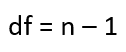 df = n – 1